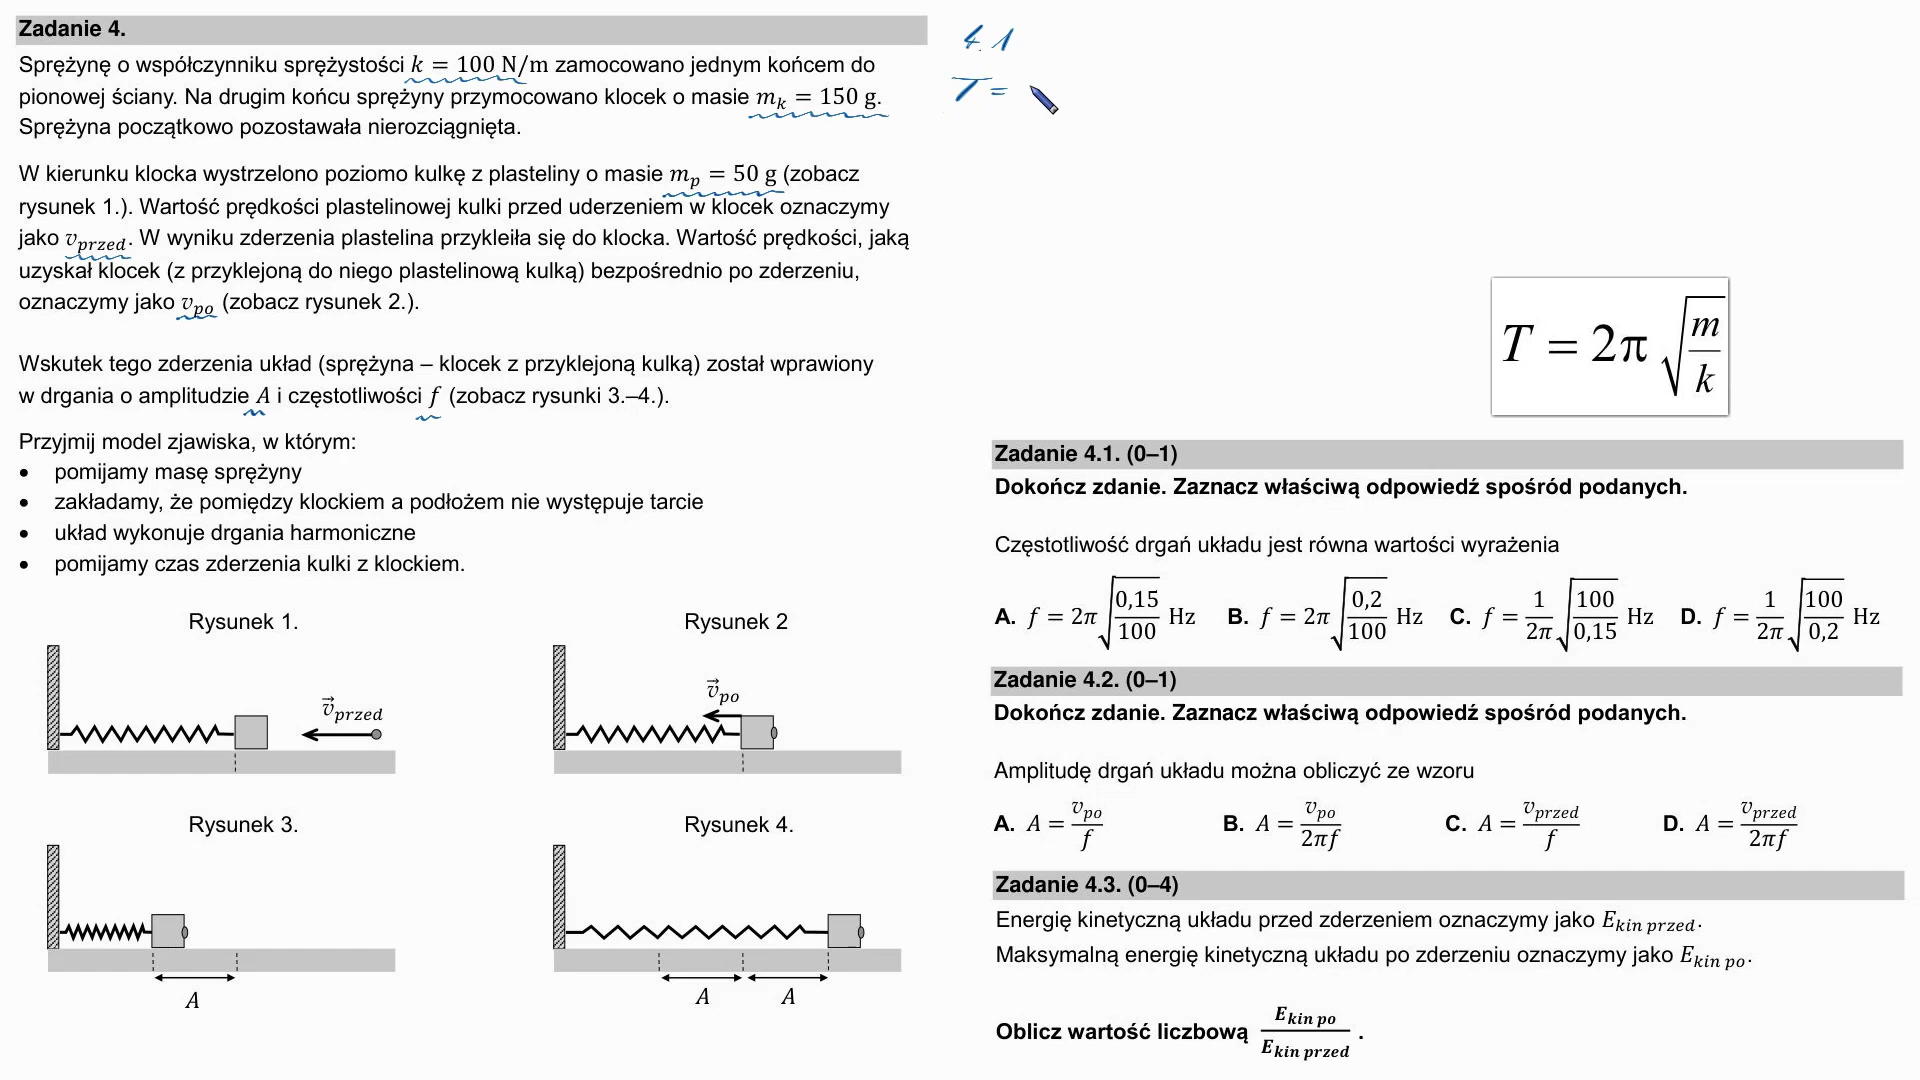 Zadanie 4.
Sprężynę o współczynniku sprężystości k = 100 N/m zamocowano jednym końcem do
pionowej ściany. Na drugim końcu sprężyny przymocowano klocek o masie m_k = 150 g.
Sprężyna początkowo pozostawała nierozciągnięta.
W kierunku klocka wystrzelono poziomo kulkę z plasteliny o masie m_p = 50 g (zobacz
rysunek 1.). Wartość prędkości plastelinowej kulki przed uderzeniem w klocek oznaczymy
jako v_przed. W wyniku zderzenia plastelina przykleiła się do klocka. Wartość prędkości, jaką
uzyskał klocek (z przyklejoną do niego plastelinową kulką) bezpośrednio po zderzeniu,
oznaczymy jako v_po (zobacz rysunek 2.).
Wskutek tego zderzenia układ (sprężyna – klocek z przyklejoną kulką) został wprawiony
w drgania o amplitudzie A i częstotliwości f (zobacz rysunki 3.–4.).
Przyjmij model zjawiska, w którym:
• pomijamy masę sprężyny
• zakładamy, że pomiędzy klockiem a podłożem nie występuje tarcie
• układ wykonuje drgania harmoniczne
• pomijamy czas zderzenia kulki z klockiem.
Rysunek 1.
v⃗_przed
Rysunek 2
v⃗_po
Rysunek 3.
A
Rysunek 4.
A A
4.1
T =
T = 2π √(m/k)
Zadanie 4.1. (0–1)
Dokończ zdanie. Zaznacz właściwą odpowiedź spośród podanych.
Częstotliwość drgań układu jest równa wartości wyrażenia
A. f = 2π √(0,15/100) Hz B. f = 2π √(0,2/100) Hz C. f = 1/2π √(100/0,15) Hz D. f = 1/2π √(100/0,2) Hz
Zadanie 4.2. (0–1)
Dokończ zdanie. Zaznacz właściwą odpowiedź spośród podanych.
Amplitudę drgań układu można obliczyć ze wzoru
A. A = v_po/f B. A = v_po/2πf C. A = v_przed/f D. A = v_przed/2πf
Zadanie 4.3. (0–4)
Energię kinetyczną układu przed zderzeniem oznaczymy jako E_kin przed.
Maksymalną energię kinetyczną układu po zderzeniu oznaczymy jako E_kin po.
Oblicz wartość liczbową E_kin po/E_kin przed.